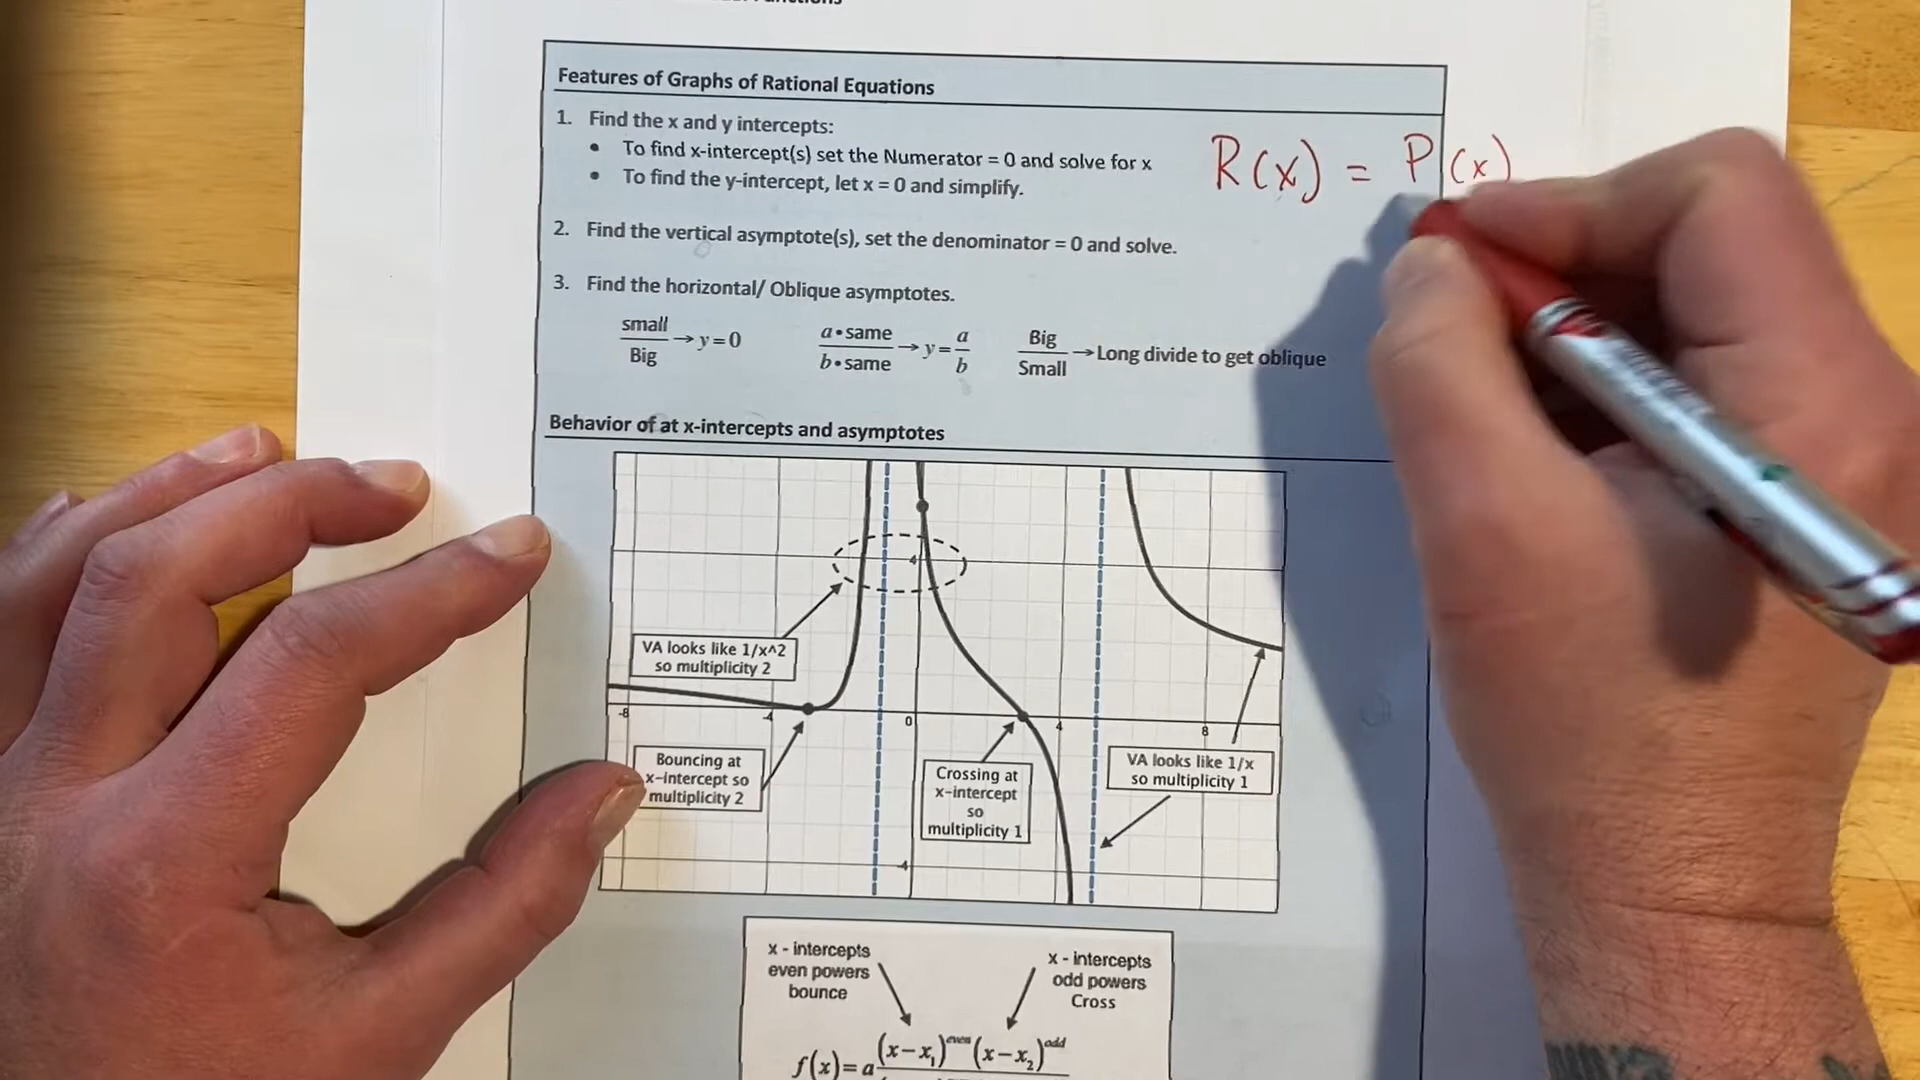 Features of Graphs of Rational Equations
1. Find the x and y intercepts:
• To find x-intercept(s) set the Numerator = 0 and solve for x
• To find the y-intercept, let x = 0 and simplify.
R(x) = P(x)
2. Find the vertical asymptote(s), set the denominator = 0 and solve.
3. Find the horizontal/ Oblique asymptotes.
small/Big → y=0   a•same/b•same → y=a/b   Big/Small → Long divide to get oblique
Behavior of at x-intercepts and asymptotes
4
VA looks like 1/x^2
so multiplicity 2
-8 -4 0 4 8
Bouncing at
x-intercept so
multiplicity 2
Crossing at
x-intercept
so
multiplicity 1
VA looks like 1/x
so multiplicity 1
-4
x - intercepts
even powers
bounce
x - intercepts
odd powers
Cross
f(x)=a (x-x₁)^even (x-x₂)^odd